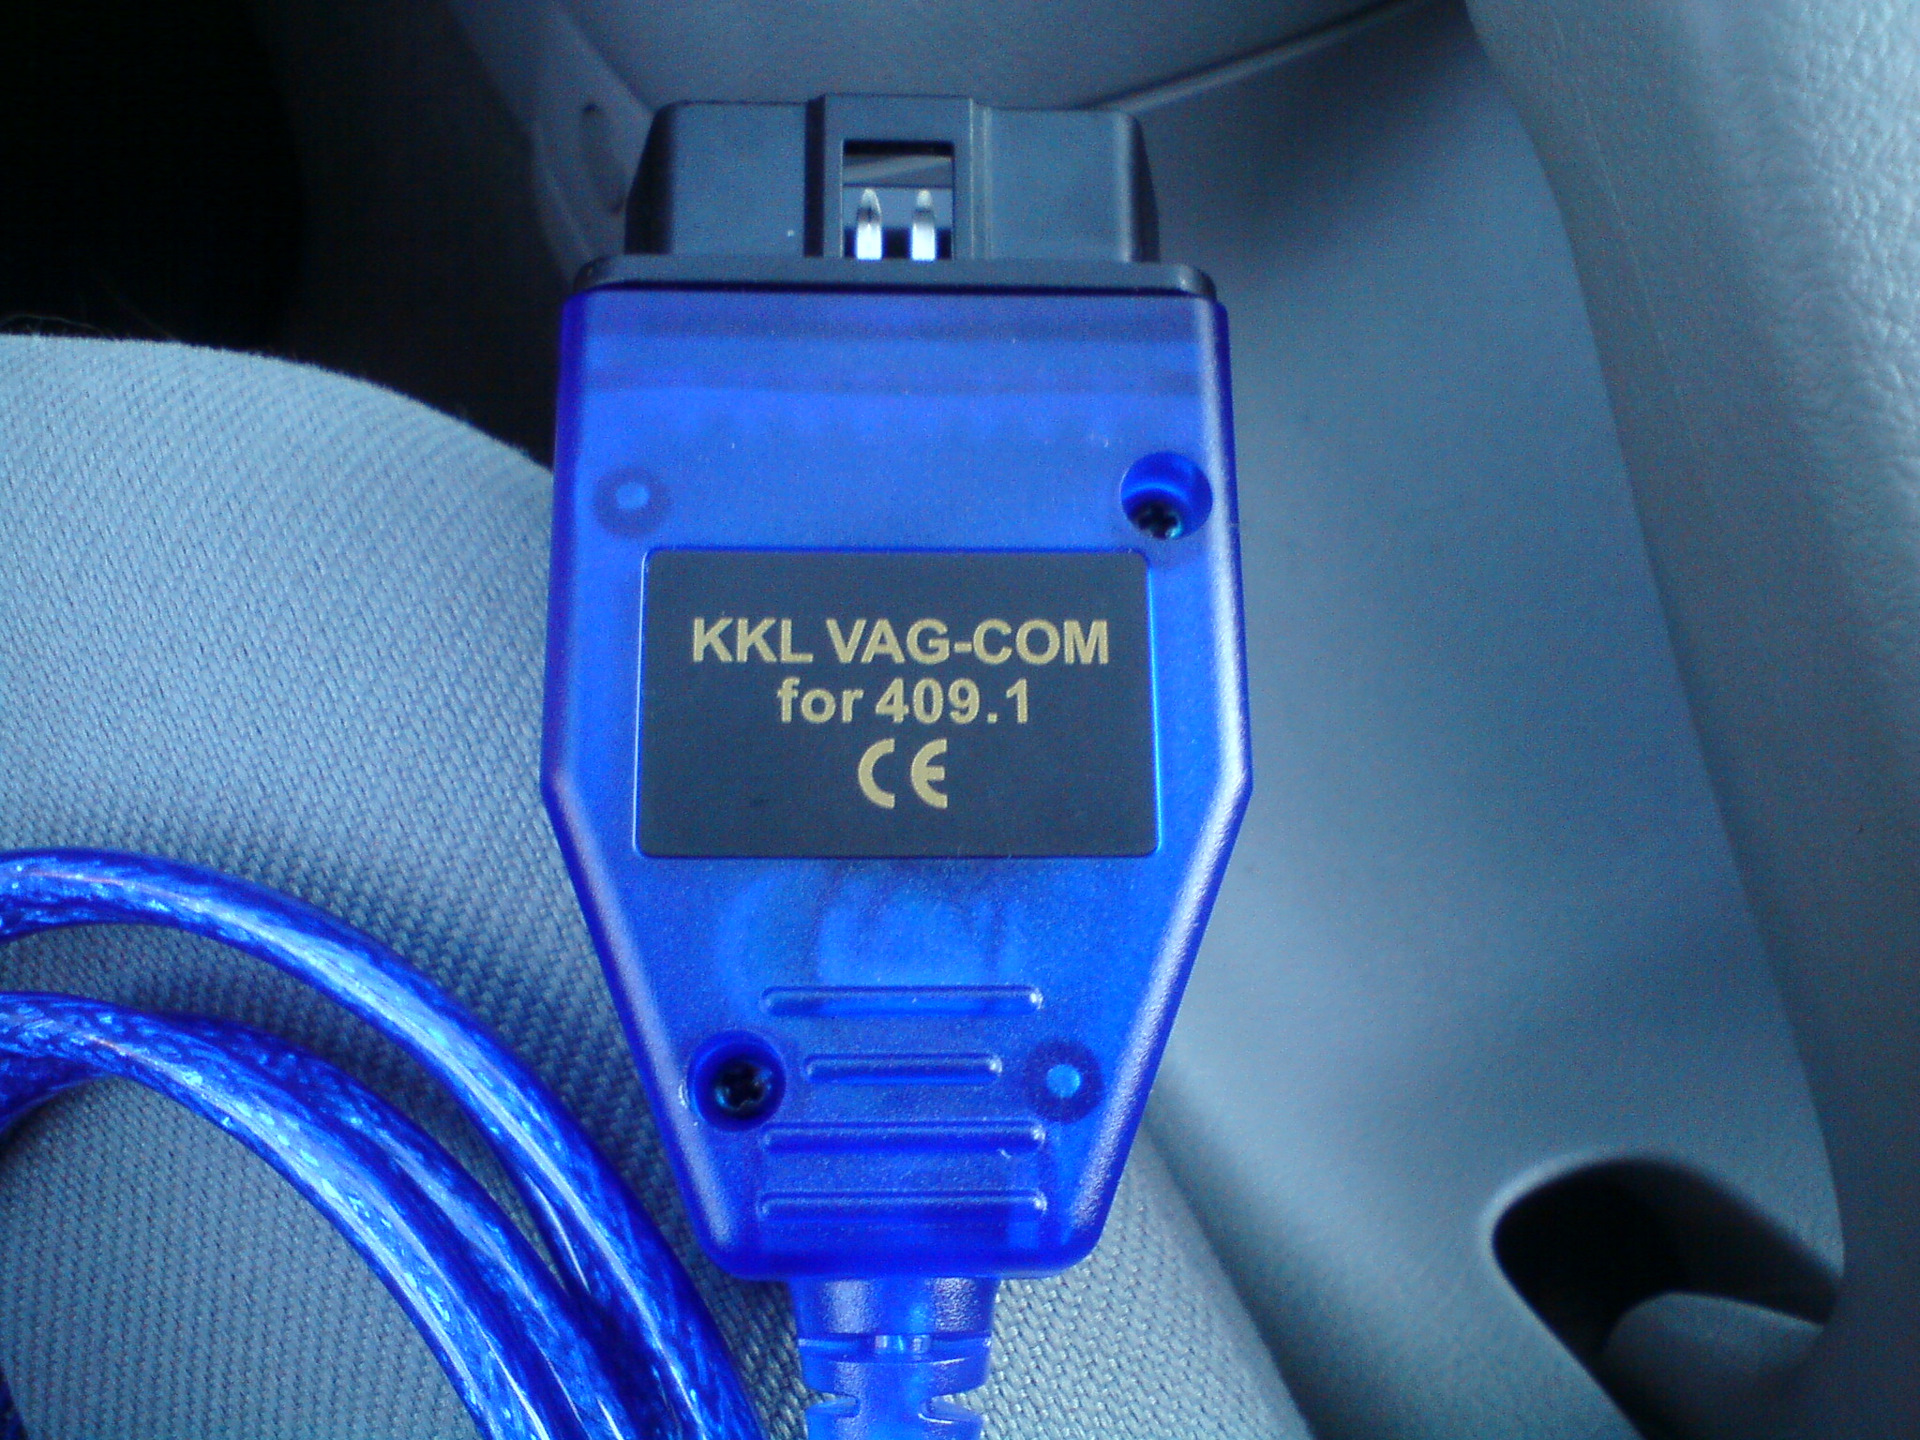 KKL VAG-COM
for 409.1
CE